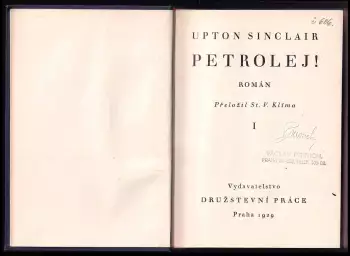 UPTON SINCLAIR
PETROLEJ!
ROMÁN
Přeložil St. V. Klíma
I
Vydavatelstvo
DRUŽSTEVNÍ PRÁCE
Praha 1929